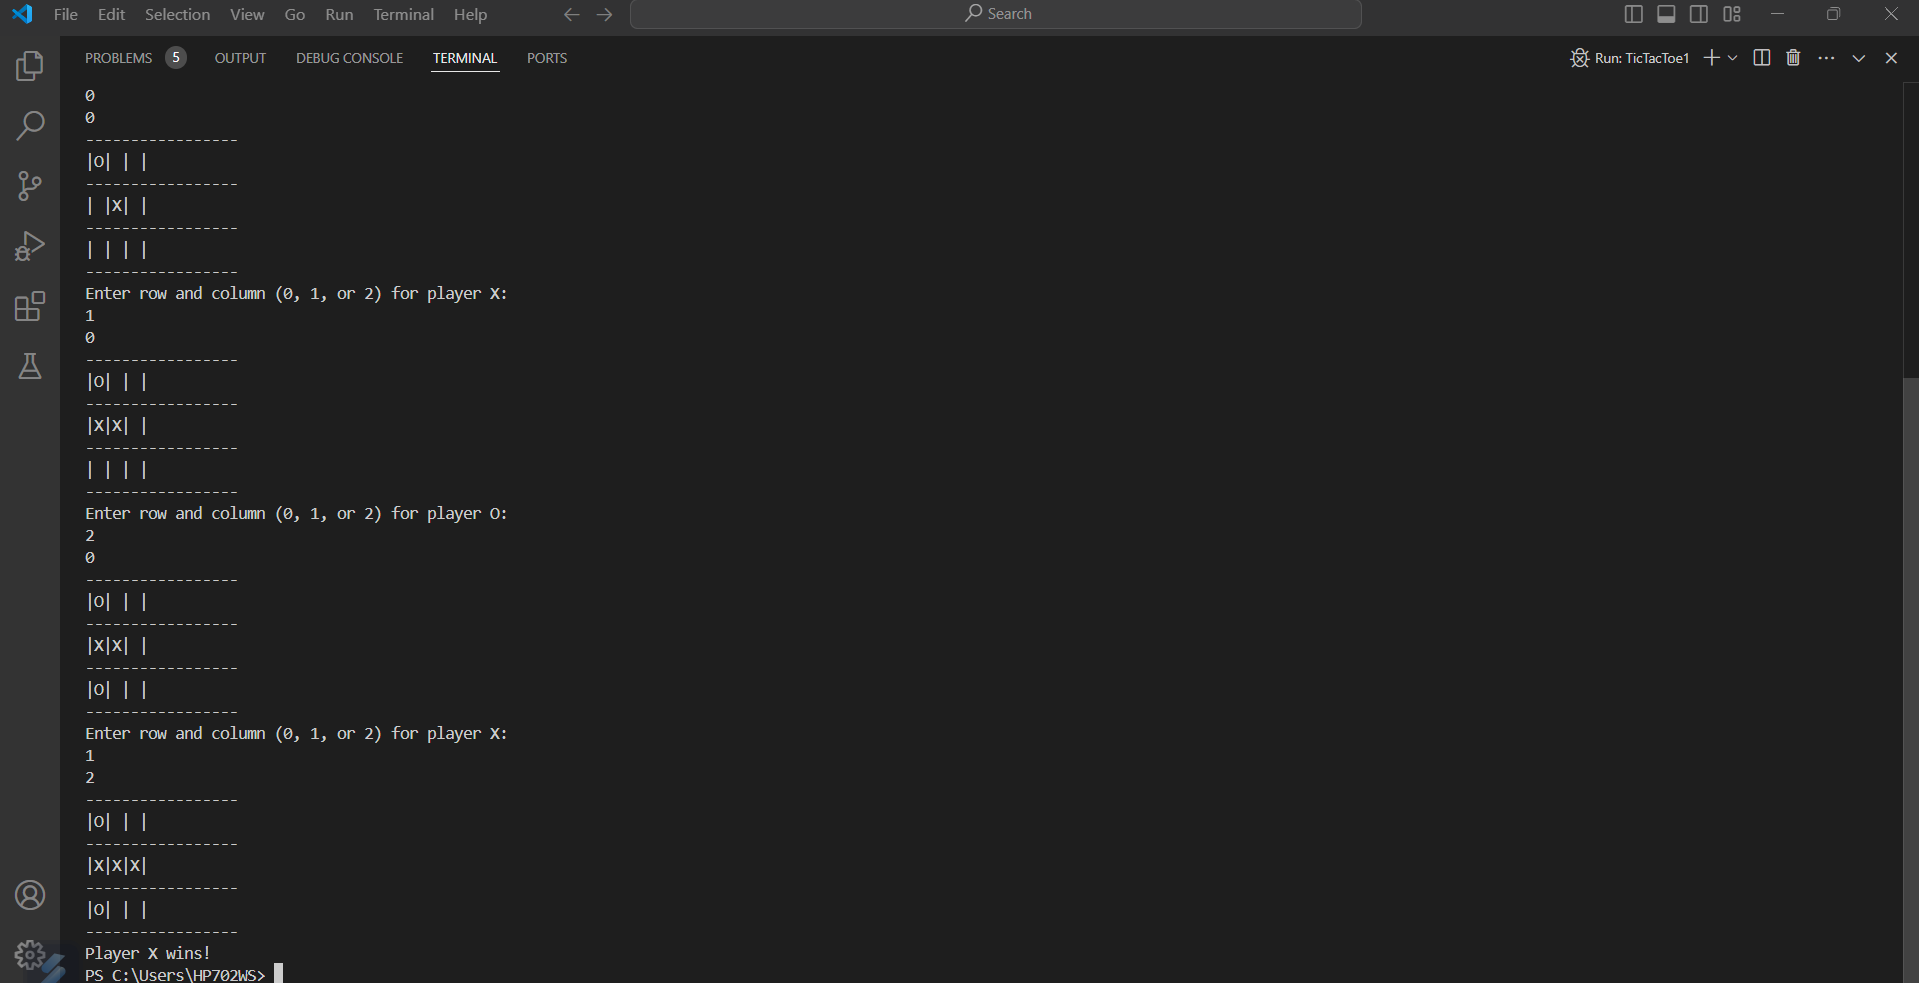 File Edit Selection View Go Run Terminal Help Search
PROBLEMS 5 OUTPUT DEBUG CONSOLE TERMINAL PORTS Run: TicTacToe1
0
0
-----------------
|O| | |
-----------------
| |X| |
-----------------
| | | |
-----------------
Enter row and column (0, 1, or 2) for player X:
1
0
-----------------
|O| | |
-----------------
|X|X| |
-----------------
| | | |
-----------------
Enter row and column (0, 1, or 2) for player O:
2
0
-----------------
|O| | |
-----------------
|X|X| |
-----------------
|O| | |
-----------------
Enter row and column (0, 1, or 2) for player X:
1
2
-----------------
|O| | |
-----------------
|X|X|X|
-----------------
|O| | |
-----------------
Player X wins!
PS C:\Users\HP702WS>